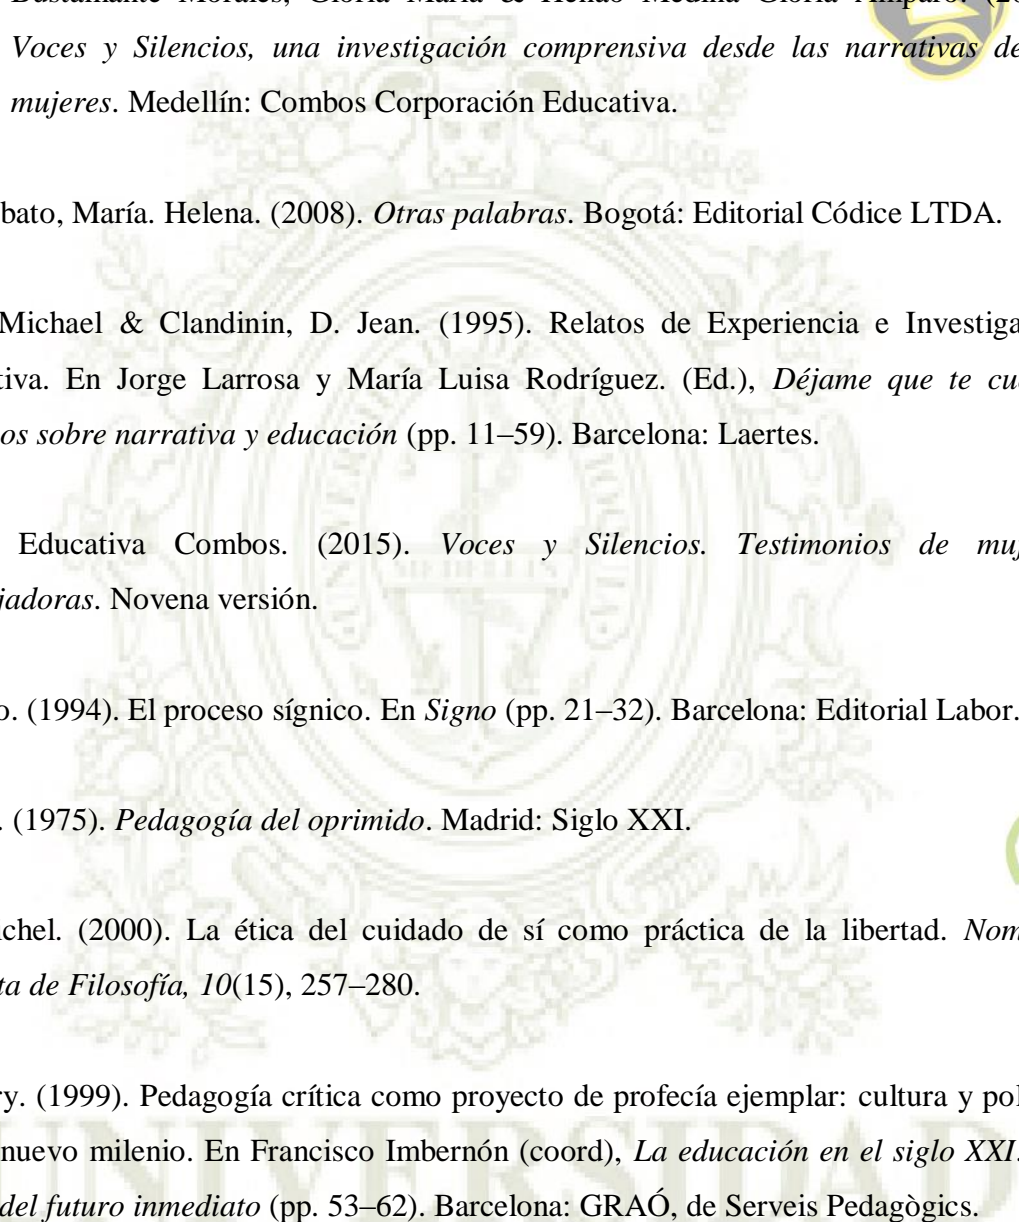 Bustamante Morales, Gloria María & Henao Medina Gloria Amparo. (20
Voces y Silencios, una investigación comprensiva desde las narrativas de
mujeres. Medellín: Combos Corporación Educativa.
bato, María. Helena. (2008). Otras palabras. Bogotá: Editorial Códice LTDA.
Michael & Clandinin, D. Jean. (1995). Relatos de Experiencia e Investiga
tiva. En Jorge Larrosa y María Luisa Rodríguez. (Ed.), Déjame que te cu
os sobre narrativa y educación (pp. 11–59). Barcelona: Laertes.
Educativa Combos. (2015). Voces y Silencios. Testimonios de muj
jadoras. Novena versión.
o. (1994). El proceso sígnico. En Signo (pp. 21–32). Barcelona: Editorial Labor.
. (1975). Pedagogía del oprimido. Madrid: Siglo XXI.
chel. (2000). La ética del cuidado de sí como práctica de la libertad. Nom
ta de Filosofía, 10(15), 257–280.
ry. (1999). Pedagogía crítica como proyecto de profecía ejemplar: cultura y pol
nuevo milenio. En Francisco Imbernón (coord), La educación en el siglo XXI.
del futuro inmediato (pp. 53–62). Barcelona: GRAÓ, de Serveis Pedagògics.
UNIVERSIDAD